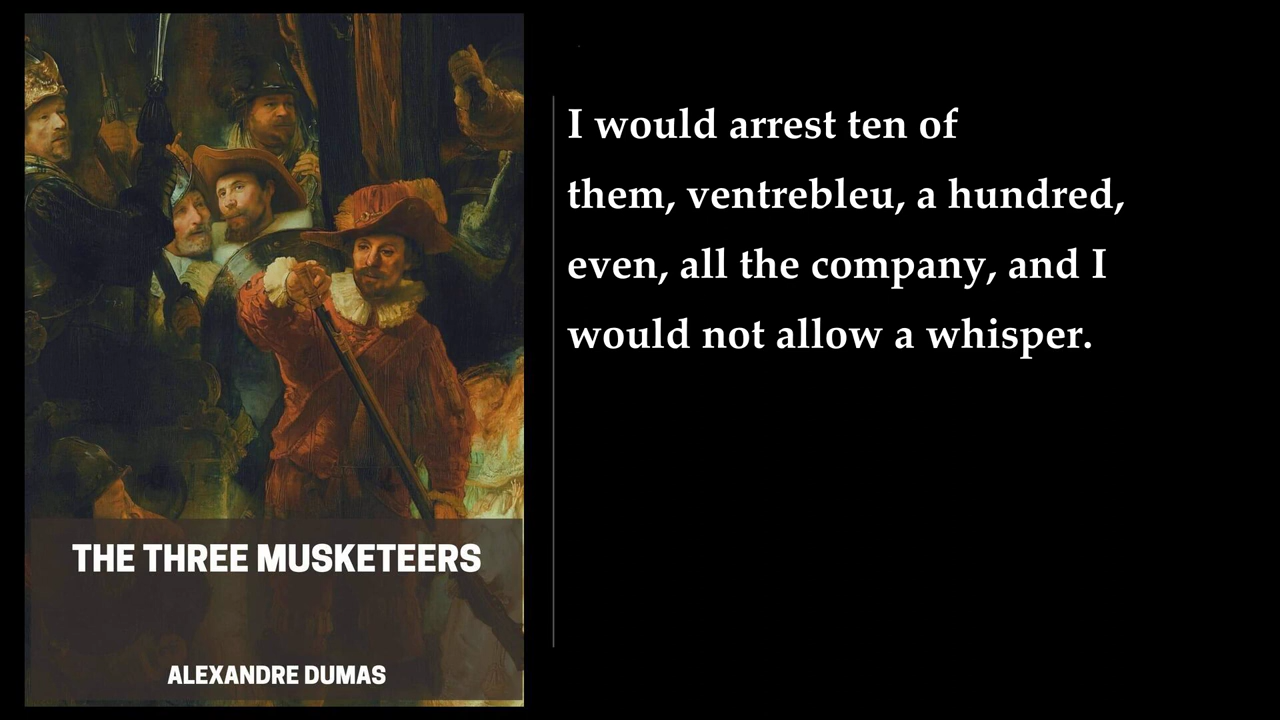 I would arrest ten of
them, ventrebleu, a hundred,
even, all the company, and I
would not allow a whisper.
THE THREE MUSKETEERS
ALEXANDRE DUMAS